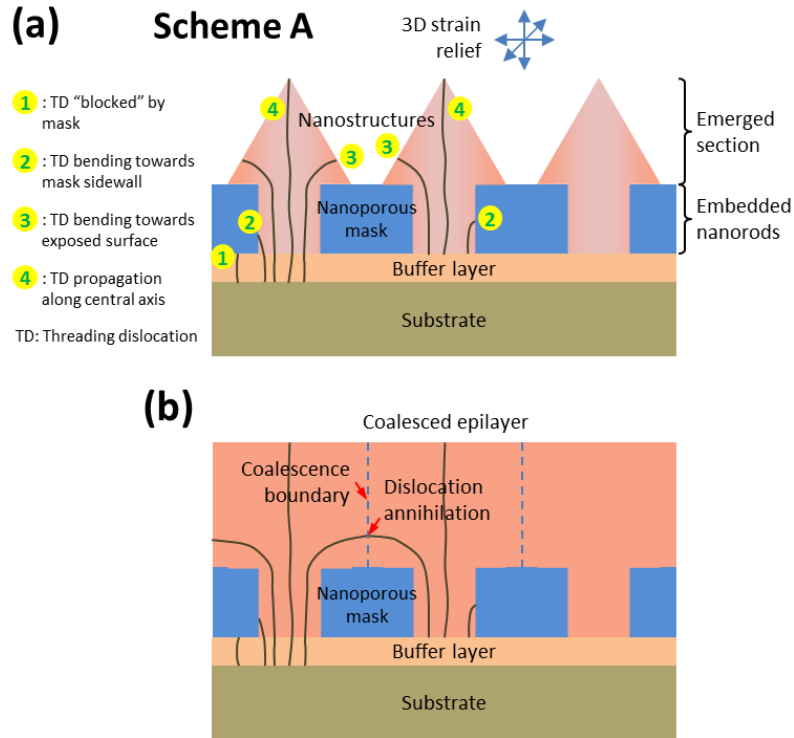 (a) Scheme A
3D strain
relief
1 : TD “blocked” by
mask
2 : TD bending towards
mask sidewall
3 : TD bending towards
exposed surface
4 : TD propagation
along central axis
TD: Threading dislocation
4
4
Nanostructures
3
3
Emerged
section
Nanoporous
mask
2
2
Embedded
nanorods
1
Buffer layer
Substrate
(b)
Coalesced epilayer
Coalescence
boundary
Dislocation
annihilation
Nanoporous
mask
Buffer layer
Substrate